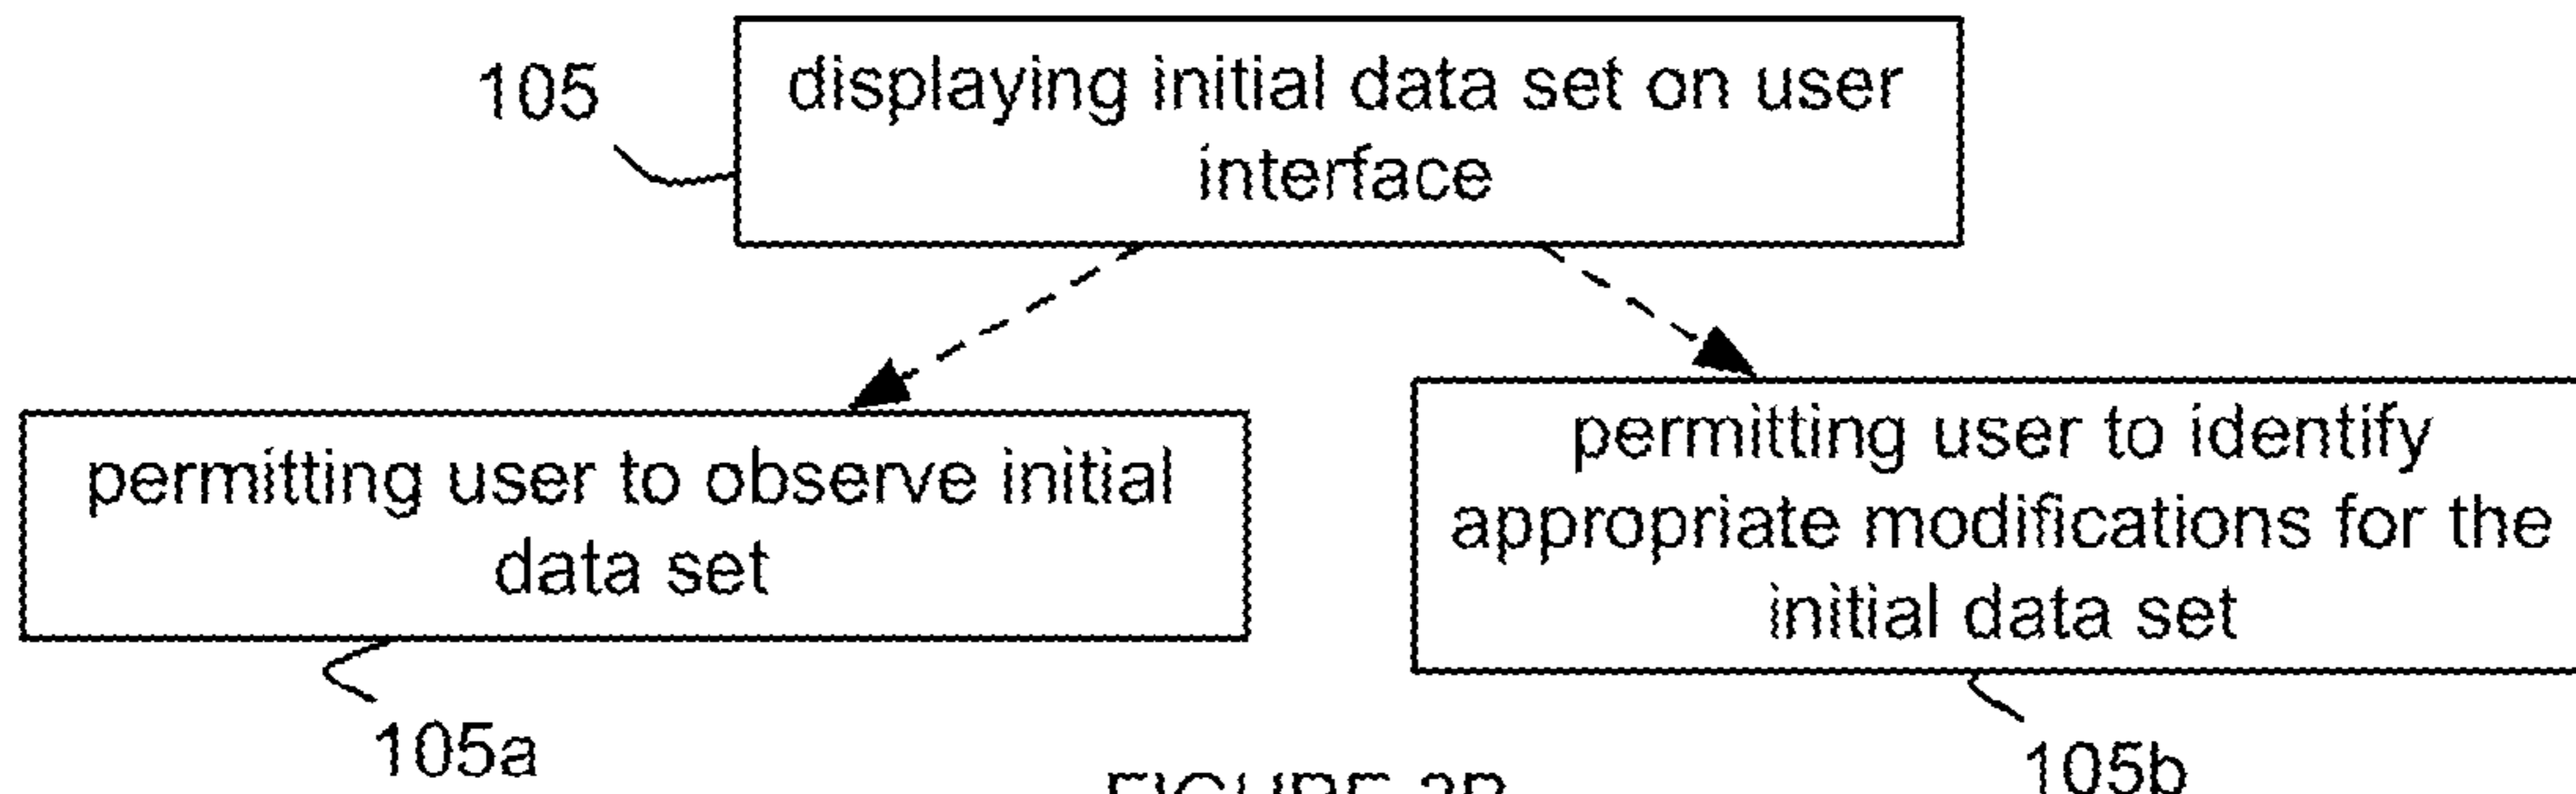 105
displaying initial data set on user
interface
permitting user to observe initial
data set
permitting user to identify
appropriate modifications for the
initial data set
105a
105b
FIGURE